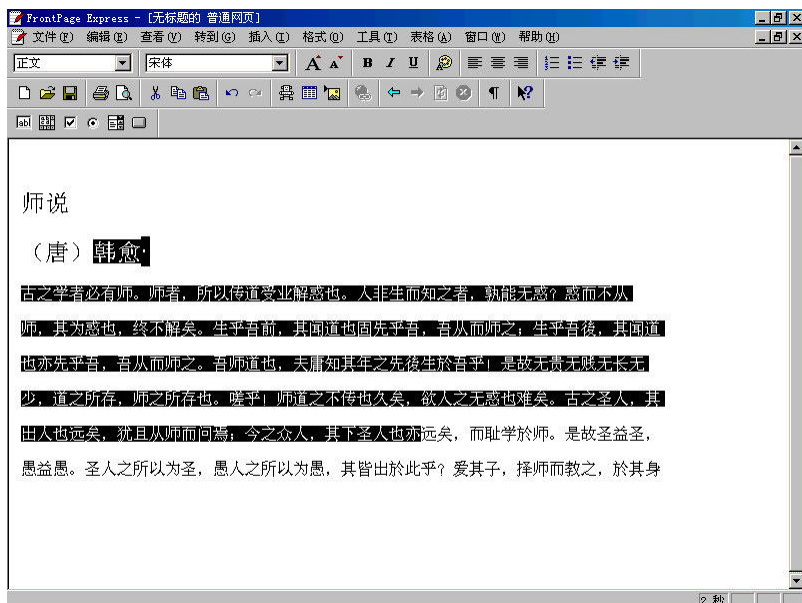 FrontPage Express - [无标题的 普通网页]
文件(F) 编辑(E) 查看(V) 转到(G) 插入(I) 格式(O) 工具(T) 表格(A) 窗口(W) 帮助(H)
正文 宋体 A A B I U
abl
师说
（唐）韩愈·
古之学者必有师。师者，所以传道受业解惑也。人非生而知之者，孰能无惑？惑而不从
师，其为惑也，终不解矣。生乎吾前，其闻道也固先乎吾，吾从而师之；生乎吾後，其闻道
也亦先乎吾，吾从而师之。吾师道也，夫庸知其年之先後生於吾乎！是故无贵无贱无长无
少，道之所存，师之所存也。嗟乎！师道之不传也久矣，欲人之无惑也难矣。古之圣人，其
出人也远矣，犹且从师而问焉；今之众人，其下圣人也亦远矣，而耻学於师。是故圣益圣，
愚益愚。圣人之所以为圣，愚人之所以为愚，其皆出於此乎？爱其子，择师而教之，於其身
2 秒